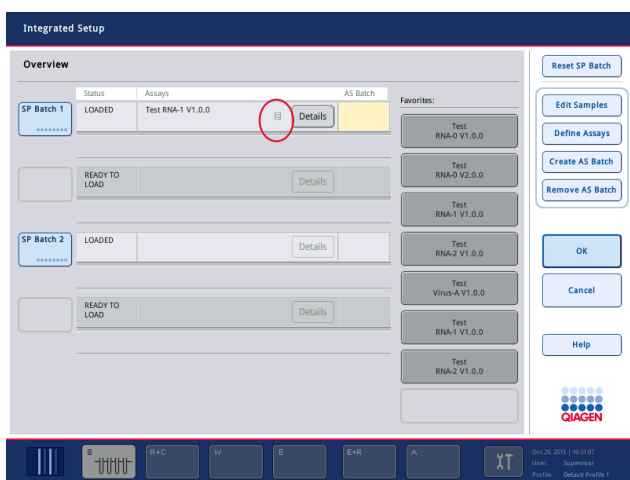 Integrated Setup
Overview
Reset SP Batch
Status
Assays
AS Batch
Favorites:
SP Batch 1
LOADED
Test RNA-1 V1.0.0
Details
Edit Samples
Define Assays
Create AS Batch
Remove AS Batch
Test
RNA-0 V1.0.0
READY TO
LOAD
Details
Test
RNA-0 V2.0.0
Test
RNA-1 V1.0.0
SP Batch 2
LOADED
Details
Test
RNA-2 V1.0.0
OK
Test
Virus-A V1.0.0
Cancel
READY TO
LOAD
Details
Test
RNA-1 V1.0.0
Help
Test
RNA-2 V1.0.0
QIAGEN
S
R+C
W
E
E+R
A
Oct 29, 2015 | 16:31:07
User: Supervisor
Profile: Default Profile 1